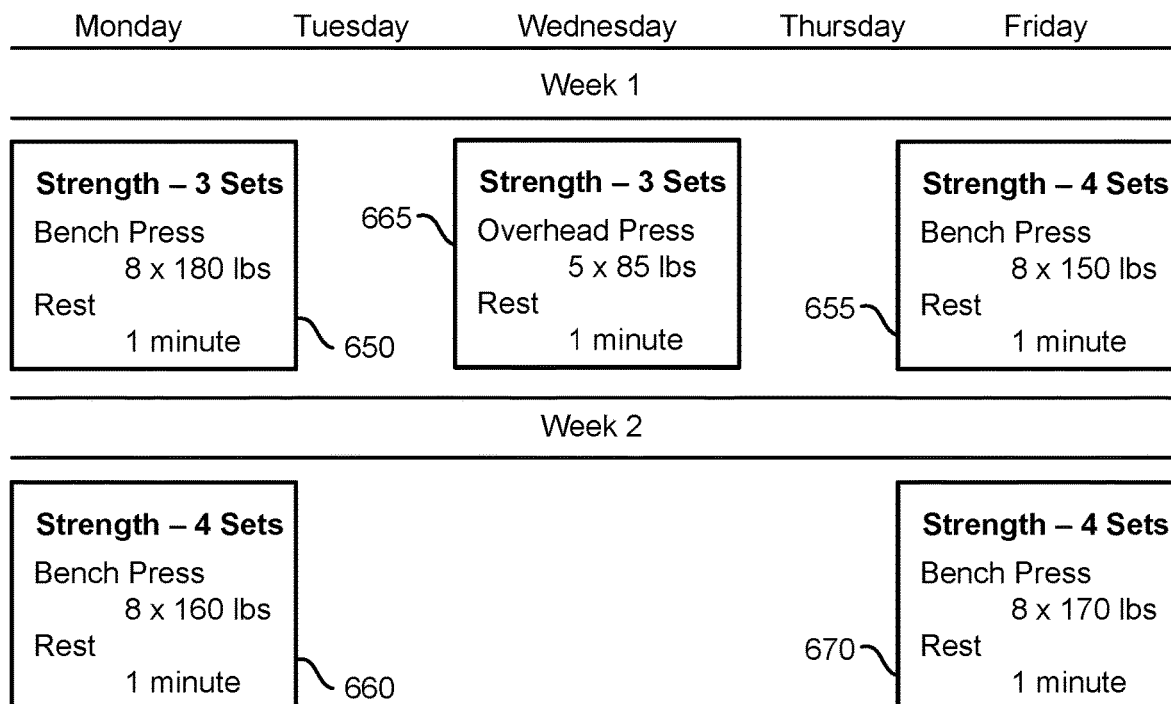 Monday Tuesday Wednesday Thursday Friday
Week 1
Strength – 3 Sets
Bench Press
8 x 180 lbs
Rest
1 minute
650
665
Strength – 3 Sets
Overhead Press
5 x 85 lbs
Rest
1 minute
655
Strength – 4 Sets
Bench Press
8 x 150 lbs
Rest
1 minute
Week 2
Strength – 4 Sets
Bench Press
8 x 160 lbs
Rest
1 minute
660
670
Strength – 4 Sets
Bench Press
8 x 170 lbs
Rest
1 minute